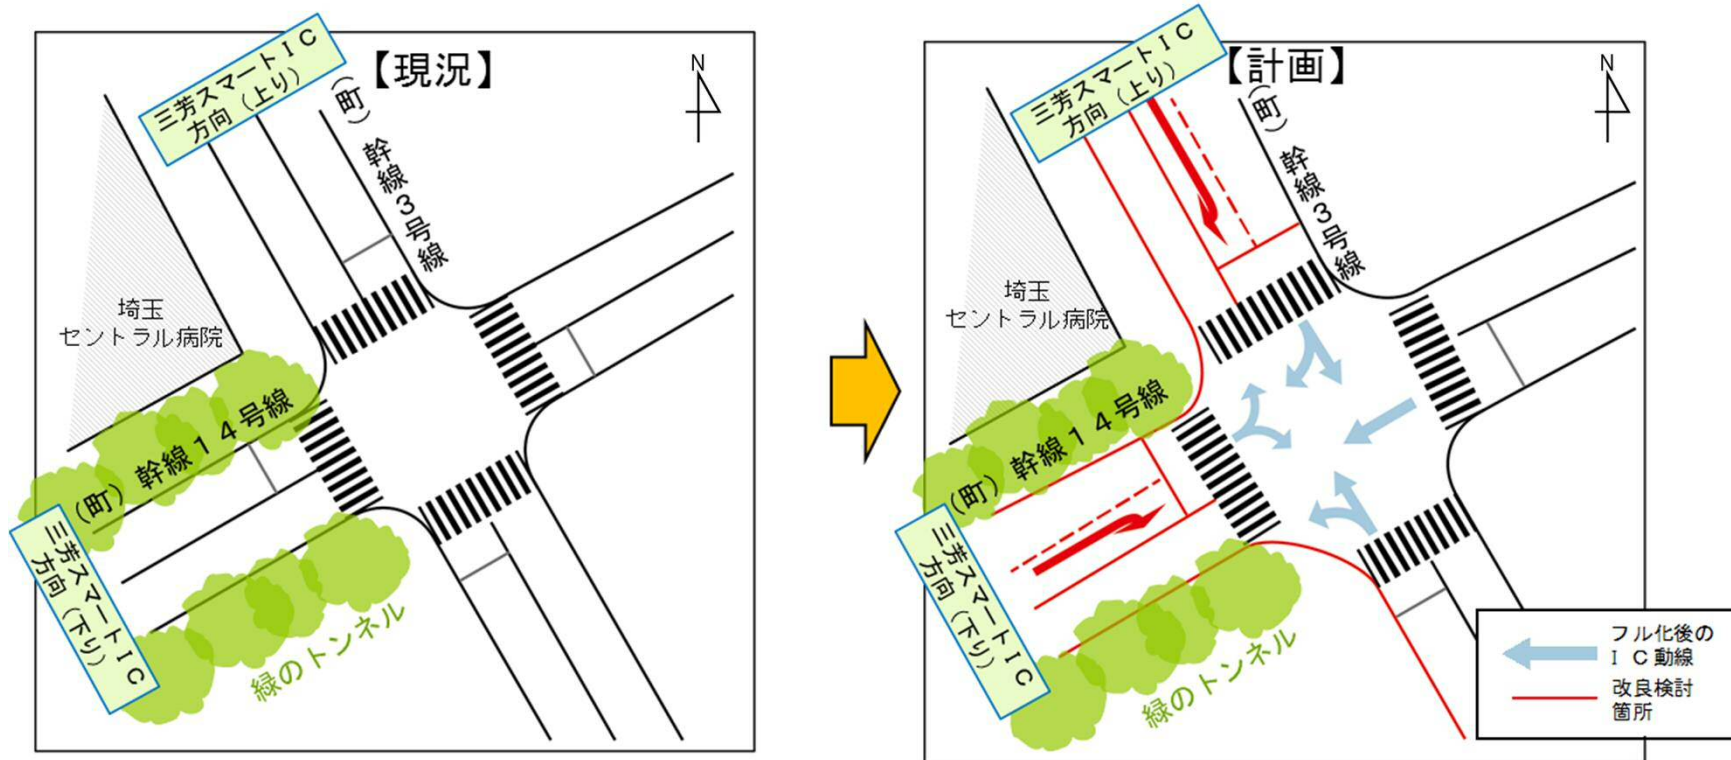 【現況】
三芳スマートIC
方向（上り）
（町）幹線３号線
N
埼玉
セントラル病院
（町）幹線１４号線
三芳スマートIC
方向（下り）
緑のトンネル
【計画】
三芳スマートIC
方向（上り）
（町）幹線３号線
N
埼玉
セントラル病院
（町）幹線１４号線
三芳スマートIC
方向（下り）
緑のトンネル
フル化後の
ＩＣ動線
改良検討
箇所